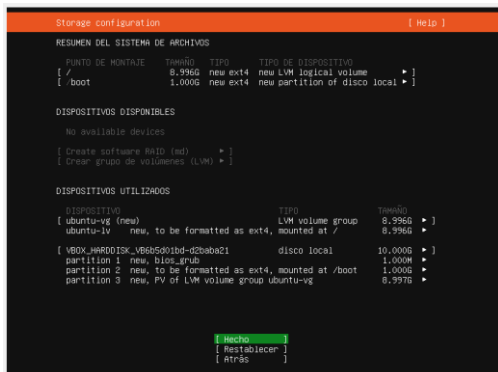 Storage configuration [ Help ]
RESUMEN DEL SISTEMA DE ARCHIVOS
PUNTO DE MONTAJE TAMAÑO TIPO TIPO DE DISPOSITIVO
[ / 8.996G new ext4 new LVM logical volume ▸ ]
[ /boot 1.000G new ext4 new partition of disco local ▸ ]
DISPOSITIVOS DISPONIBLES
No available devices
[ Create software RAID (md) ▸ ]
[ Crear grupo de volúmenes (LVM) ▸ ]
DISPOSITIVOS UTILIZADOS
DISPOSITIVO TIPO TAMAÑO
[ ubuntu-vg (new) LVM volume group 8.996G ▸ ]
ubuntu-lv new, to be formatted as ext4, mounted at / 8.996G ▸
[ VBOX_HARDDISK_VB6b5d01bd-d2baba21 disco local 10.000G ▸ ]
partition 1 new, bios_grub 1.000M ▸
partition 2 new, to be formatted as ext4, mounted at /boot 1.000G ▸
partition 3 new, PV of LVM volume group ubuntu-vg 8.997G ▸
[ Hecho ]
[ Restablecer ]
[ Atrás ]